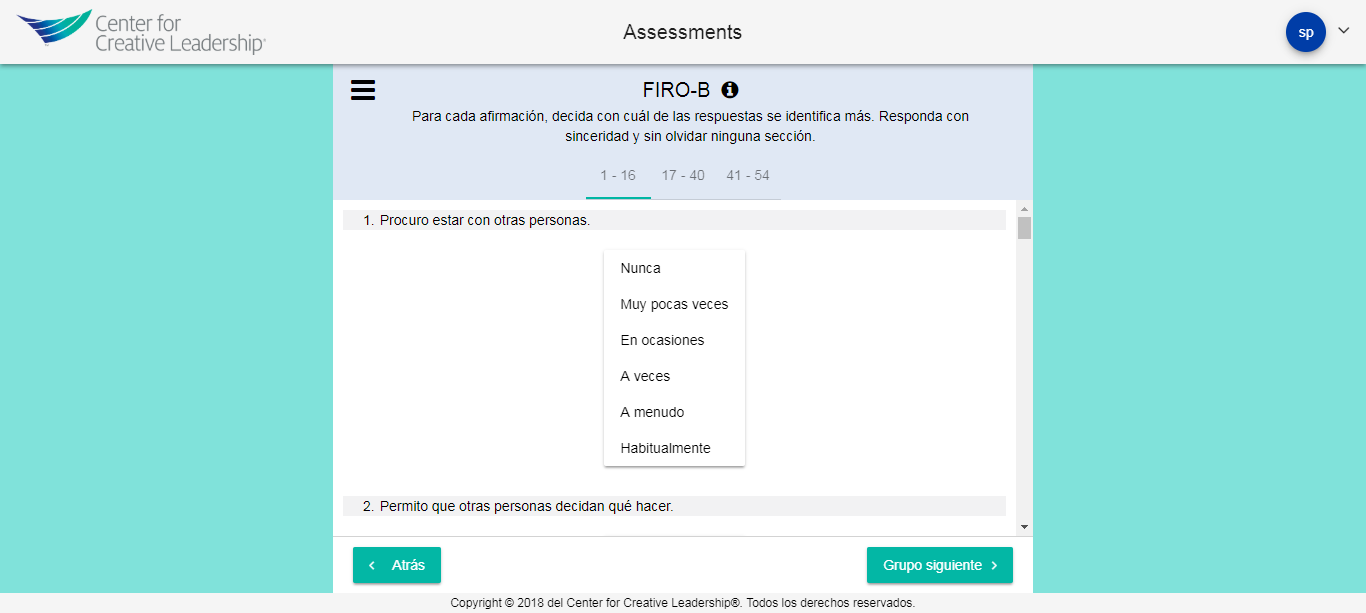 Center for
Creative Leadership®
Assessments
sp
FIRO-B
Para cada afirmación, decida con cuál de las respuestas se identifica más. Responda con
sinceridad y sin olvidar ninguna sección.
1 - 16 17 - 40 41 - 54
1. Procuro estar con otras personas.
Nunca
Muy pocas veces
En ocasiones
A veces
A menudo
Habitualmente
2. Permito que otras personas decidan qué hacer.
Atrás Grupo siguiente
Copyright © 2018 del Center for Creative Leadership®. Todos los derechos reservados.